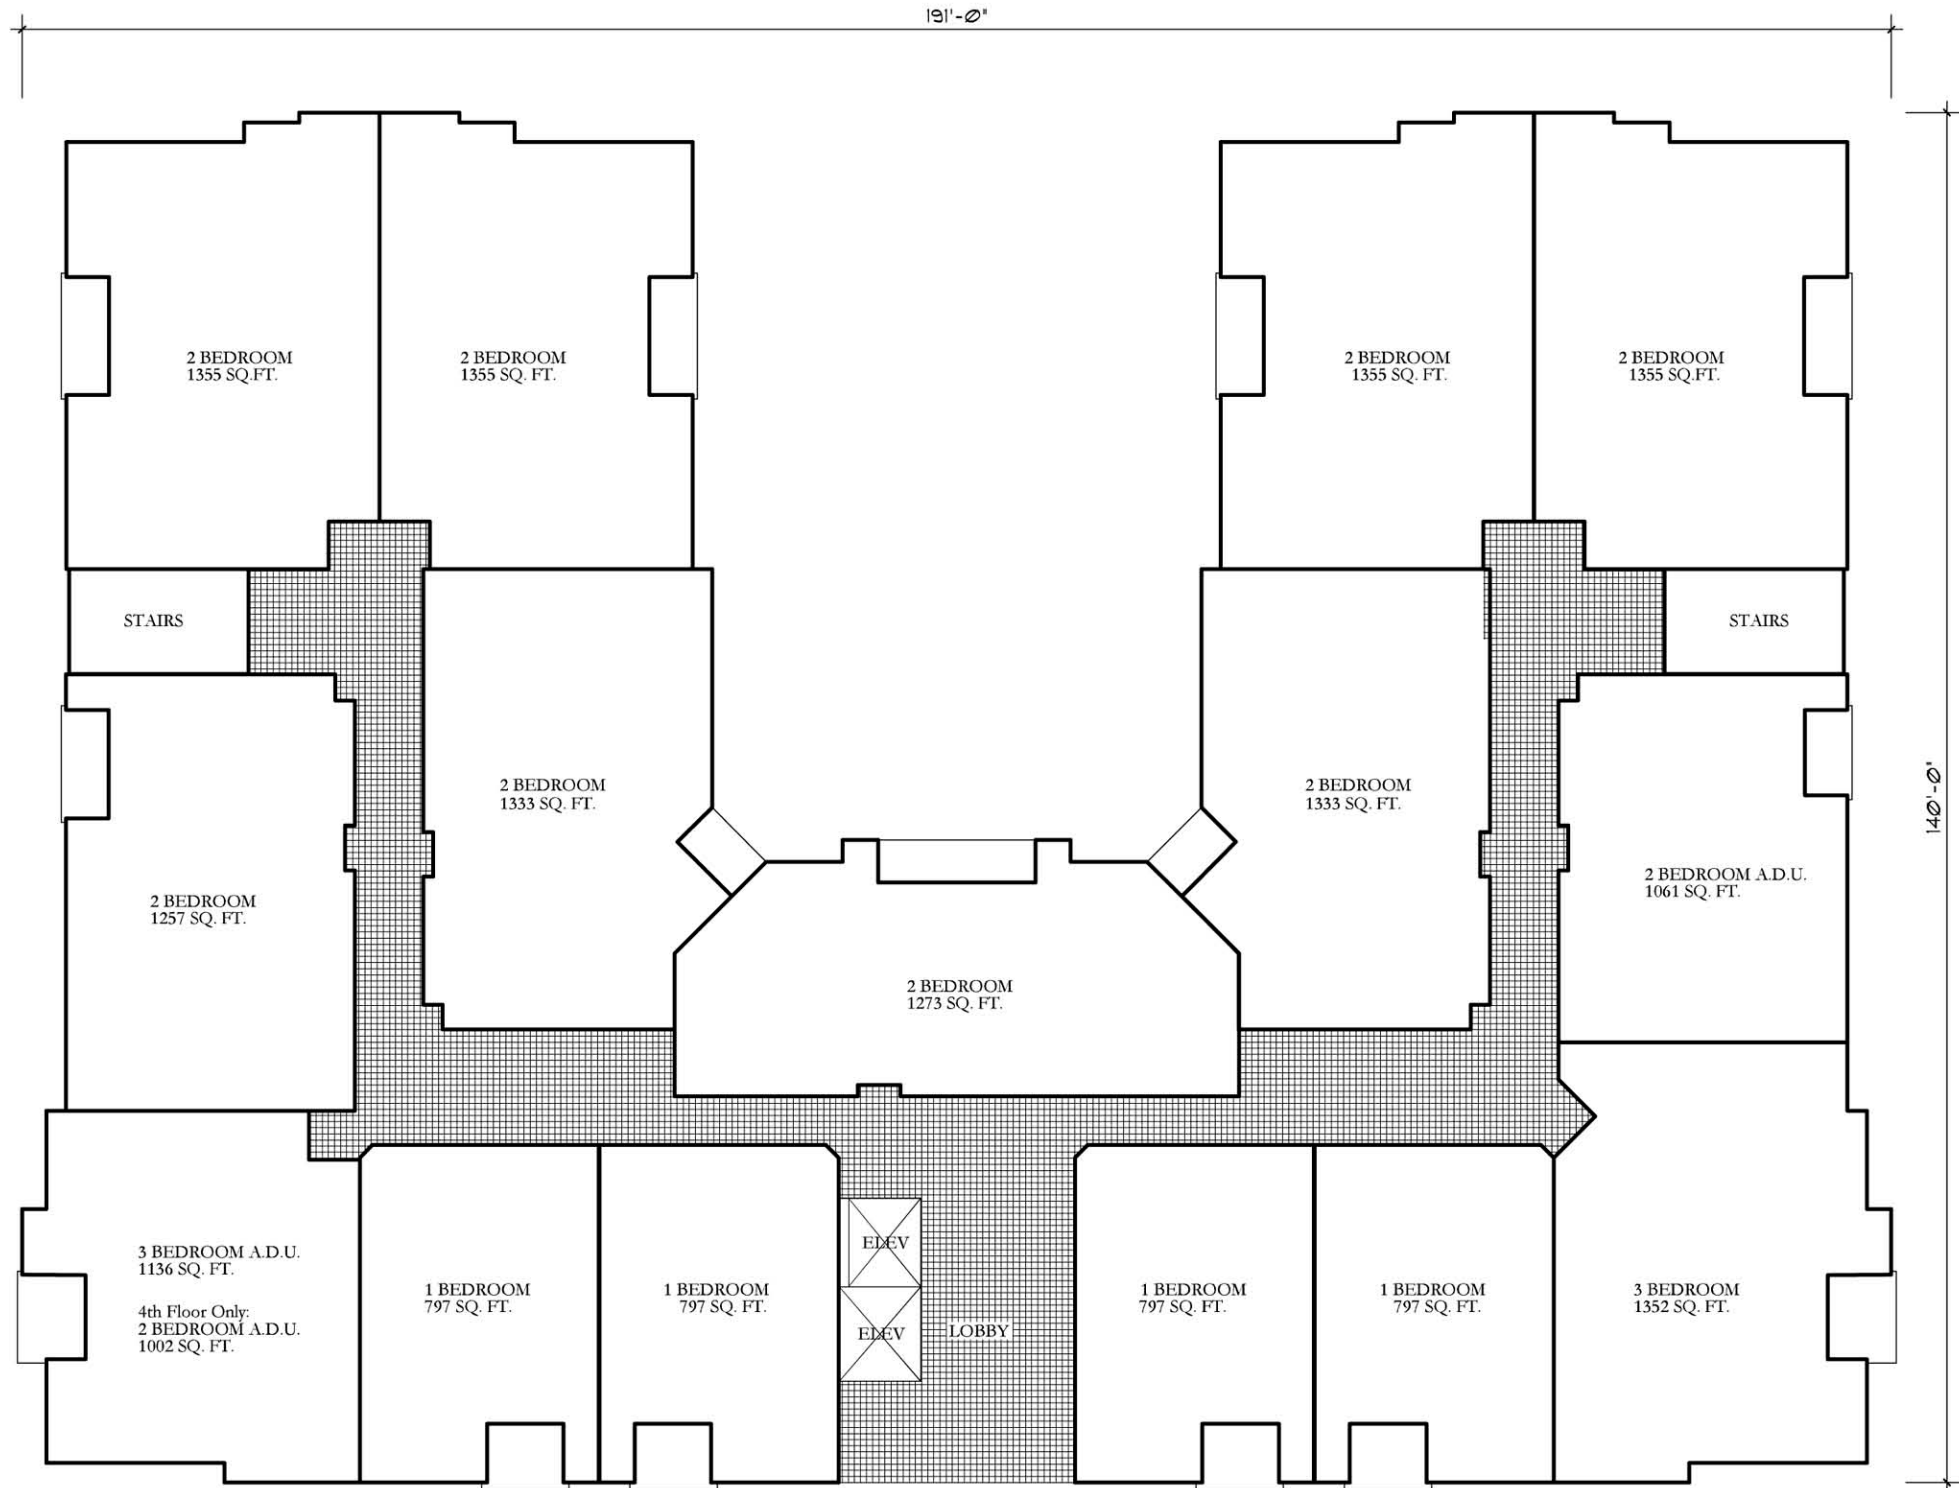 191'-0"
2 BEDROOM
1355 SQ.FT.
2 BEDROOM
1355 SQ. FT.
2 BEDROOM
1355 SQ. FT.
2 BEDROOM
1355 SQ.FT.
STAIRS
STAIRS
2 BEDROOM
1333 SQ. FT.
2 BEDROOM
1333 SQ. FT.
140'-0"
2 BEDROOM
1257 SQ. FT.
2 BEDROOM A.D.U.
1061 SQ. FT.
2 BEDROOM
1273 SQ. FT.
3 BEDROOM A.D.U.
1136 SQ. FT.
4th Floor Only:
2 BEDROOM A.D.U.
1002 SQ. FT.
1 BEDROOM
797 SQ. FT.
1 BEDROOM
797 SQ. FT.
ELEV
ELEV
LOBBY
1 BEDROOM
797 SQ. FT.
1 BEDROOM
797 SQ. FT.
3 BEDROOM
1352 SQ. FT.